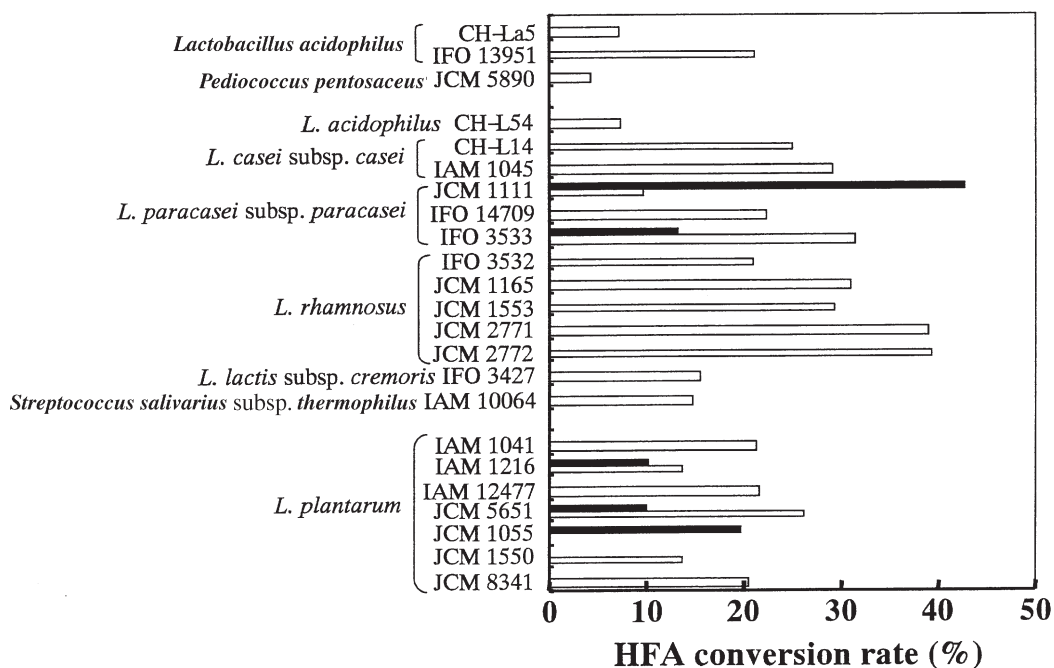 Lactobacillus acidophilus
CH–La5
IFO 13951
Pediococcus pentosaceus JCM 5890
L. acidophilus CH–L54
L. casei subsp. casei
CH–L14
IAM 1045
L. paracasei subsp. paracasei
JCM 1111
IFO 14709
IFO 3533
L. rhamnosus
IFO 3532
JCM 1165
JCM 1553
JCM 2771
JCM 2772
L. lactis subsp. cremoris IFO 3427
Streptococcus salivarius subsp. thermophilus IAM 10064
L. plantarum
IAM 1041
IAM 1216
IAM 12477
JCM 5651
JCM 1055
JCM 1550
JCM 8341
0 10 20 30 40 50
HFA conversion rate (%)